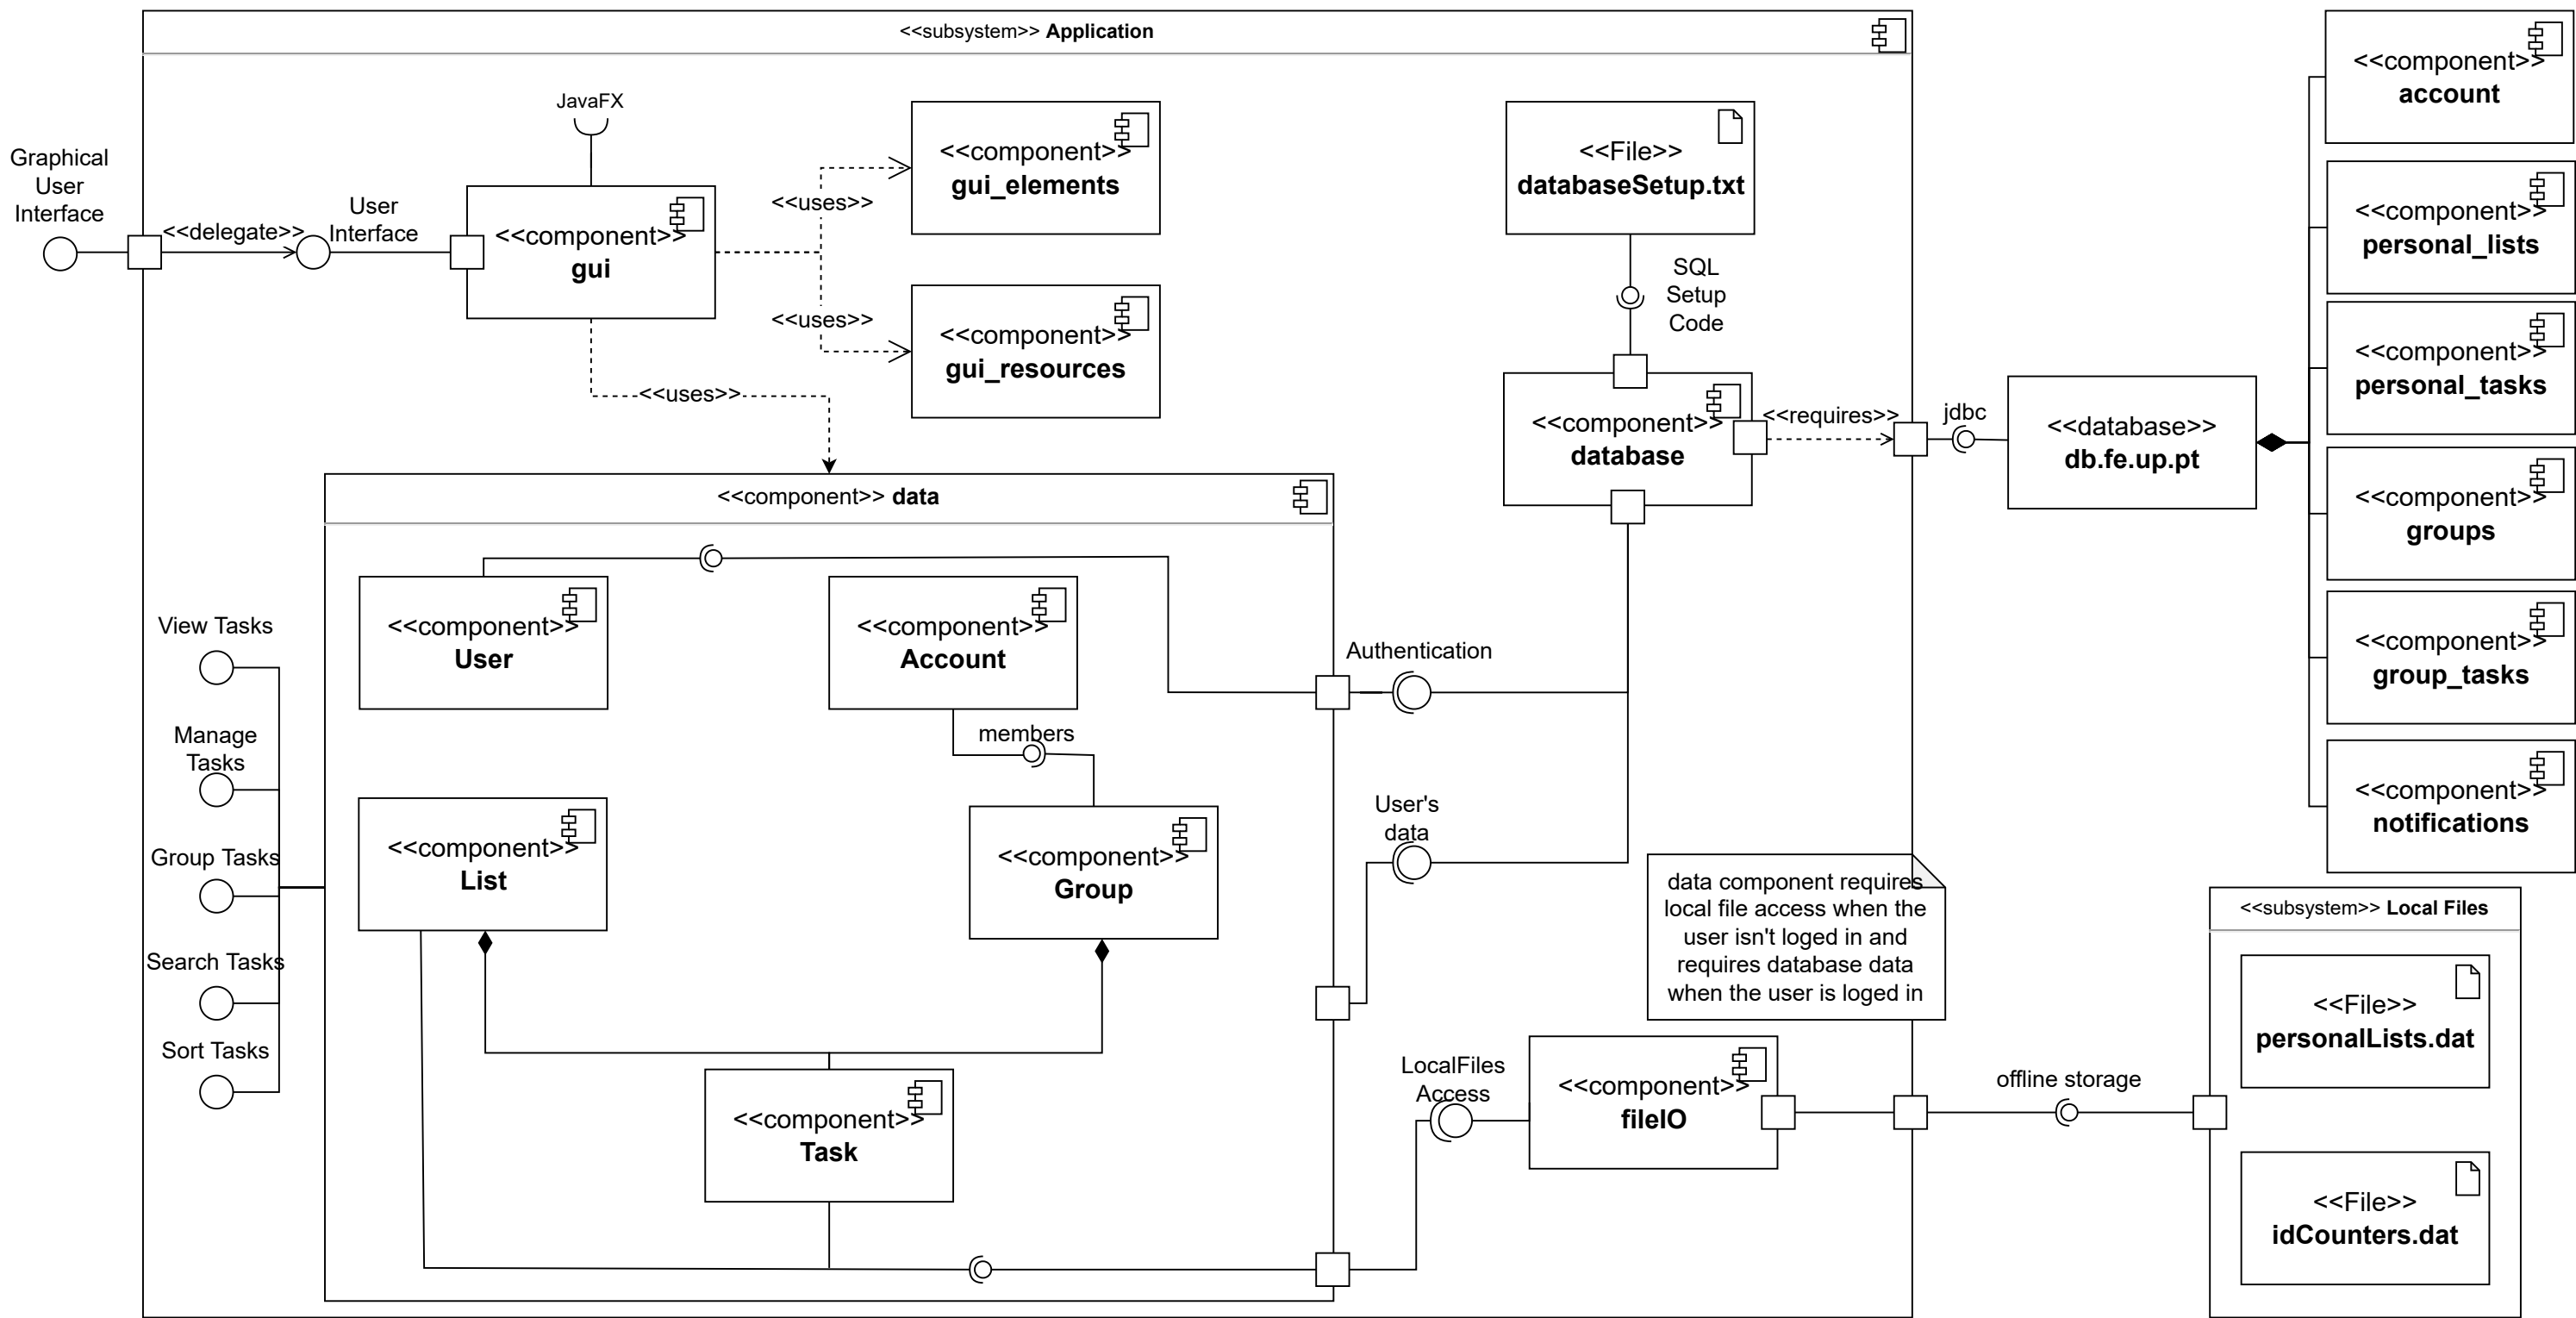 <<subsystem>> Application
JavaFX
Graphical
User
Interface
<<delegate>>
User
Interface
<<component>>
gui
<<uses>>
<<uses>>
<<uses>>
<<component>>
gui_elements
<<component>>
gui_resources
<<File>>
databaseSetup.txt
SQL
Setup
Code
<<component>>
database
<<requires>>
jdbc
<<database>>
db.fe.up.pt
<<component>>
account
<<component>>
personal_lists
<<component>>
personal_tasks
<<component>>
groups
<<component>>
group_tasks
<<component>>
notifications
<<component>> data
<<component>>
User
<<component>>
Account
members
<<component>>
List
<<component>>
Group
<<component>>
Task
View Tasks
Manage
Tasks
Group Tasks
Search Tasks
Sort Tasks
Authentication
User's
data
LocalFiles
Access
data component requires
local file access when the
user isn't loged in and
requires database data
when the user is loged in
<<component>>
fileIO
offline storage
<<subsystem>> Local Files
<<File>>
personalLists.dat
<<File>>
idCounters.dat